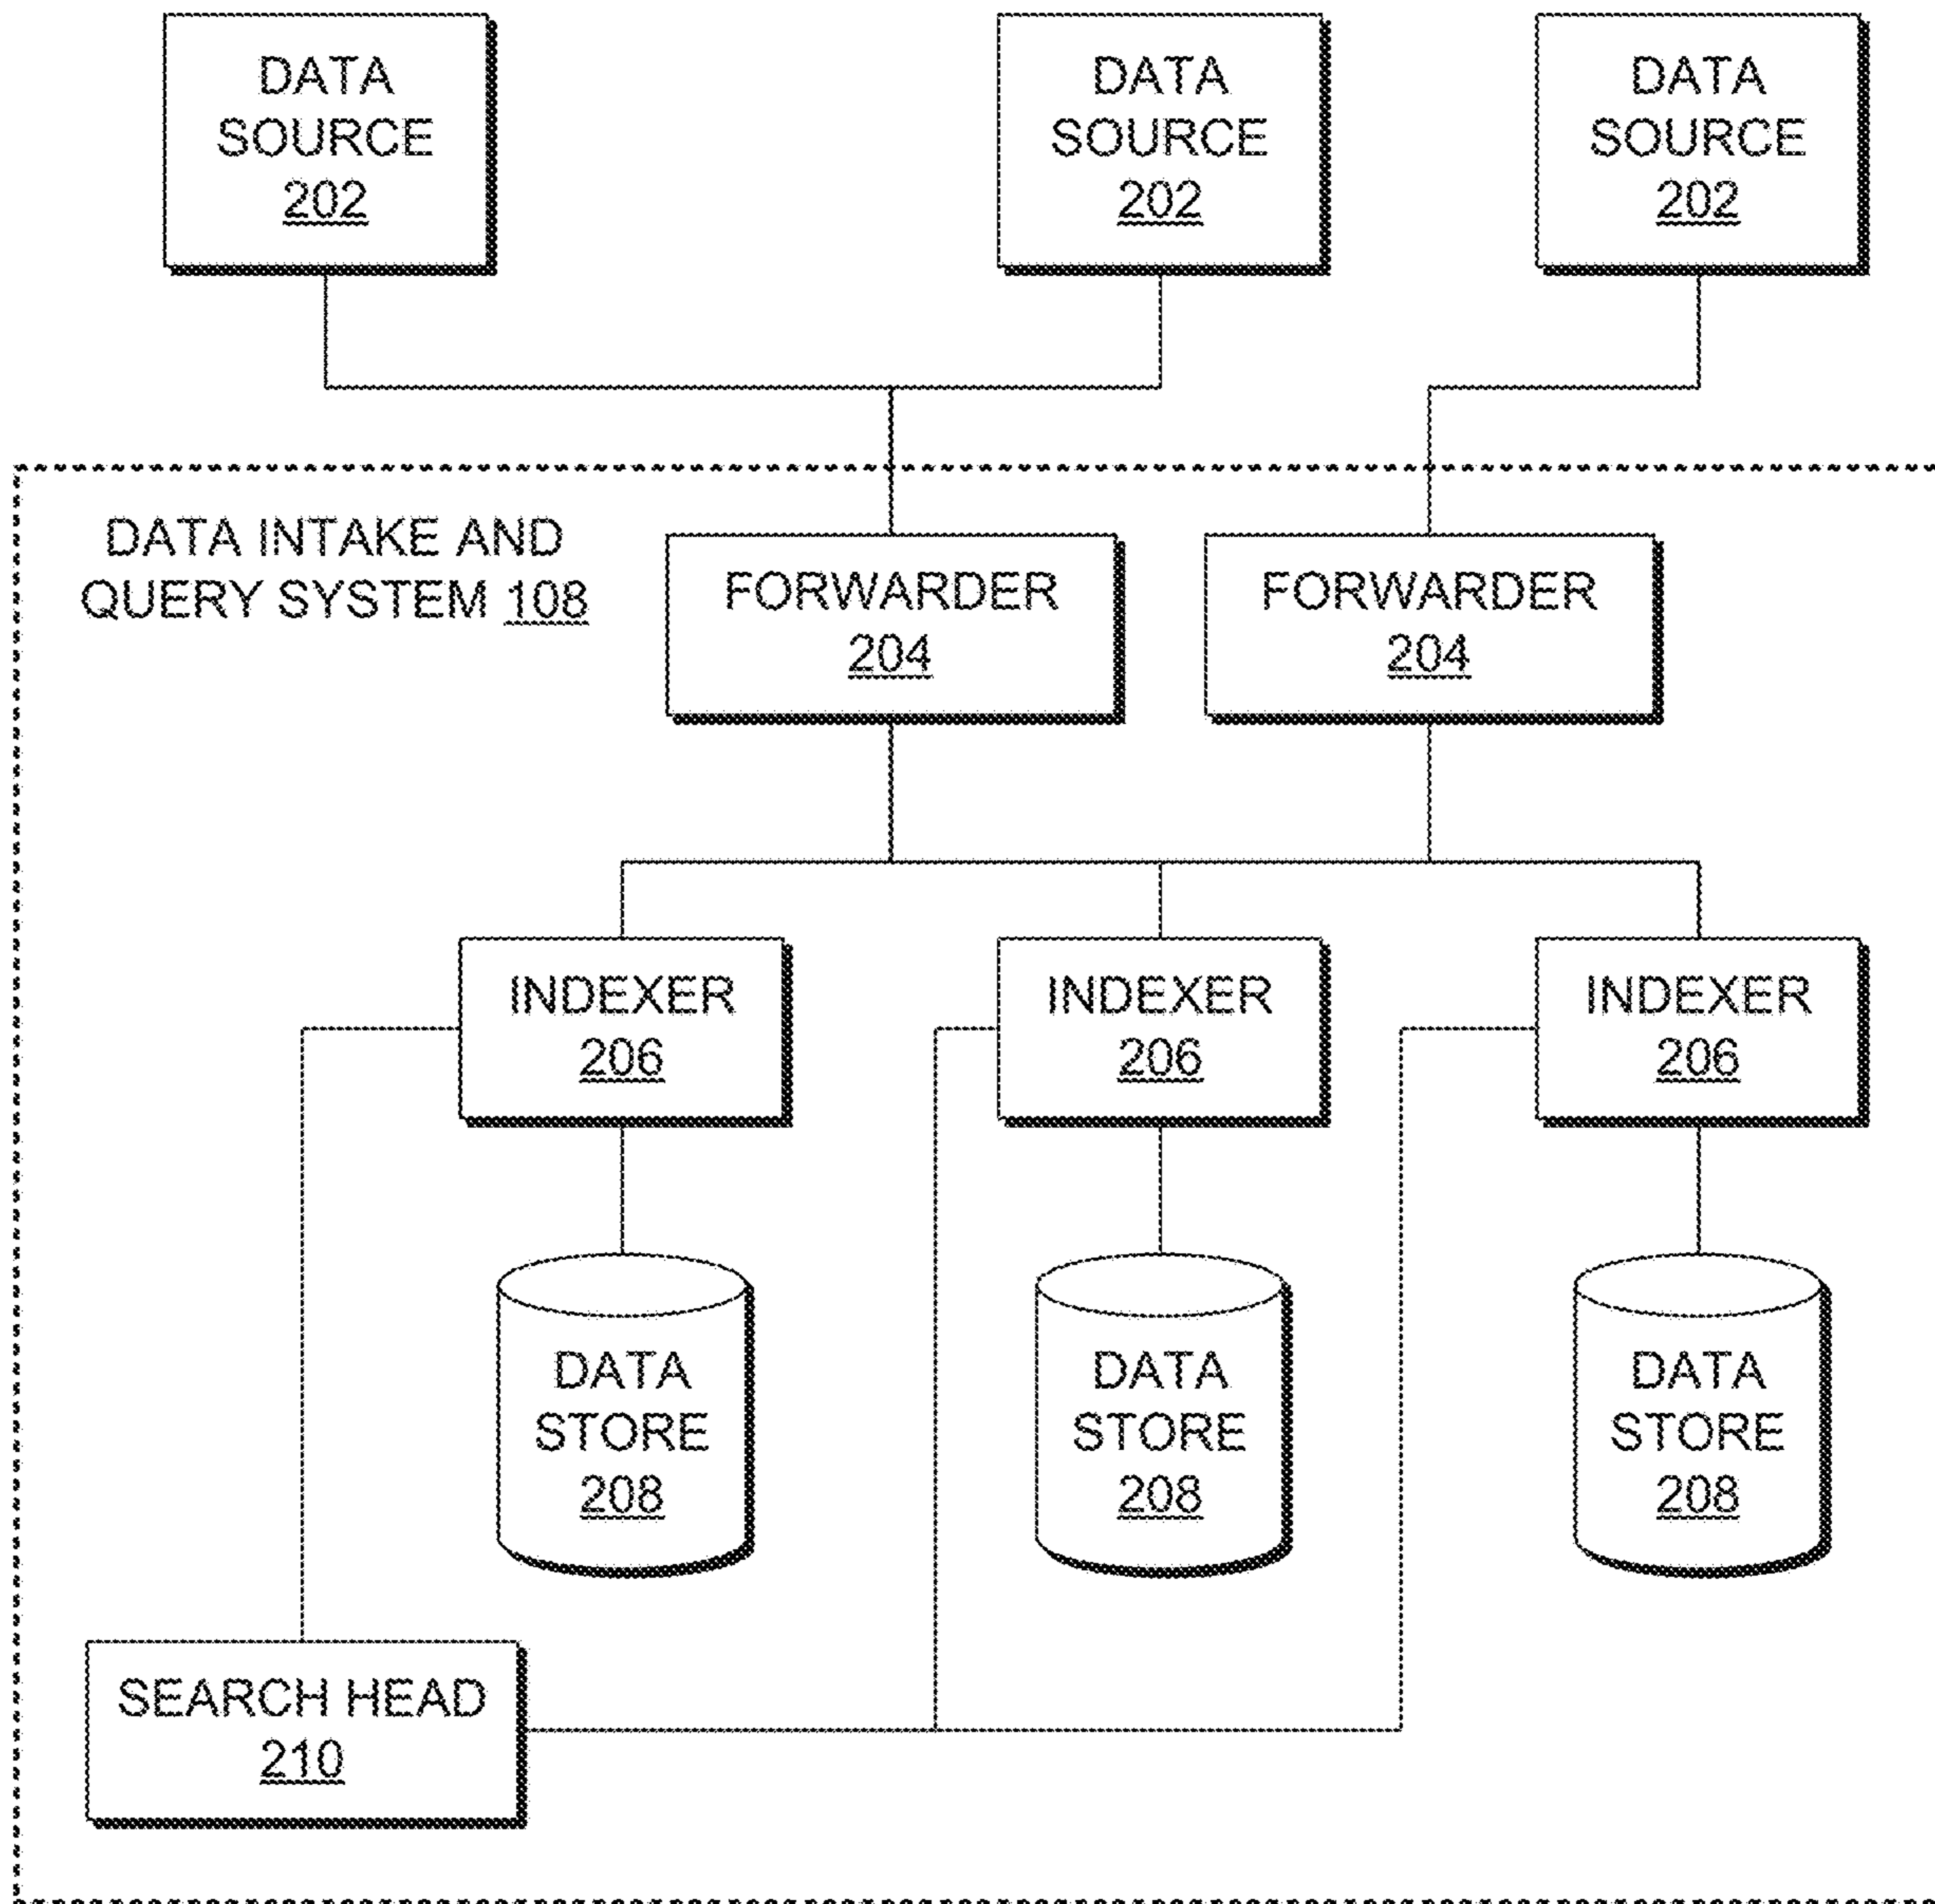 DATA
SOURCE
202
DATA
SOURCE
202
DATA
SOURCE
202
DATA INTAKE AND
QUERY SYSTEM 108
FORWARDER
204
FORWARDER
204
INDEXER
206
INDEXER
206
INDEXER
206
DATA
STORE
208
DATA
STORE
208
DATA
STORE
208
SEARCH HEAD
210